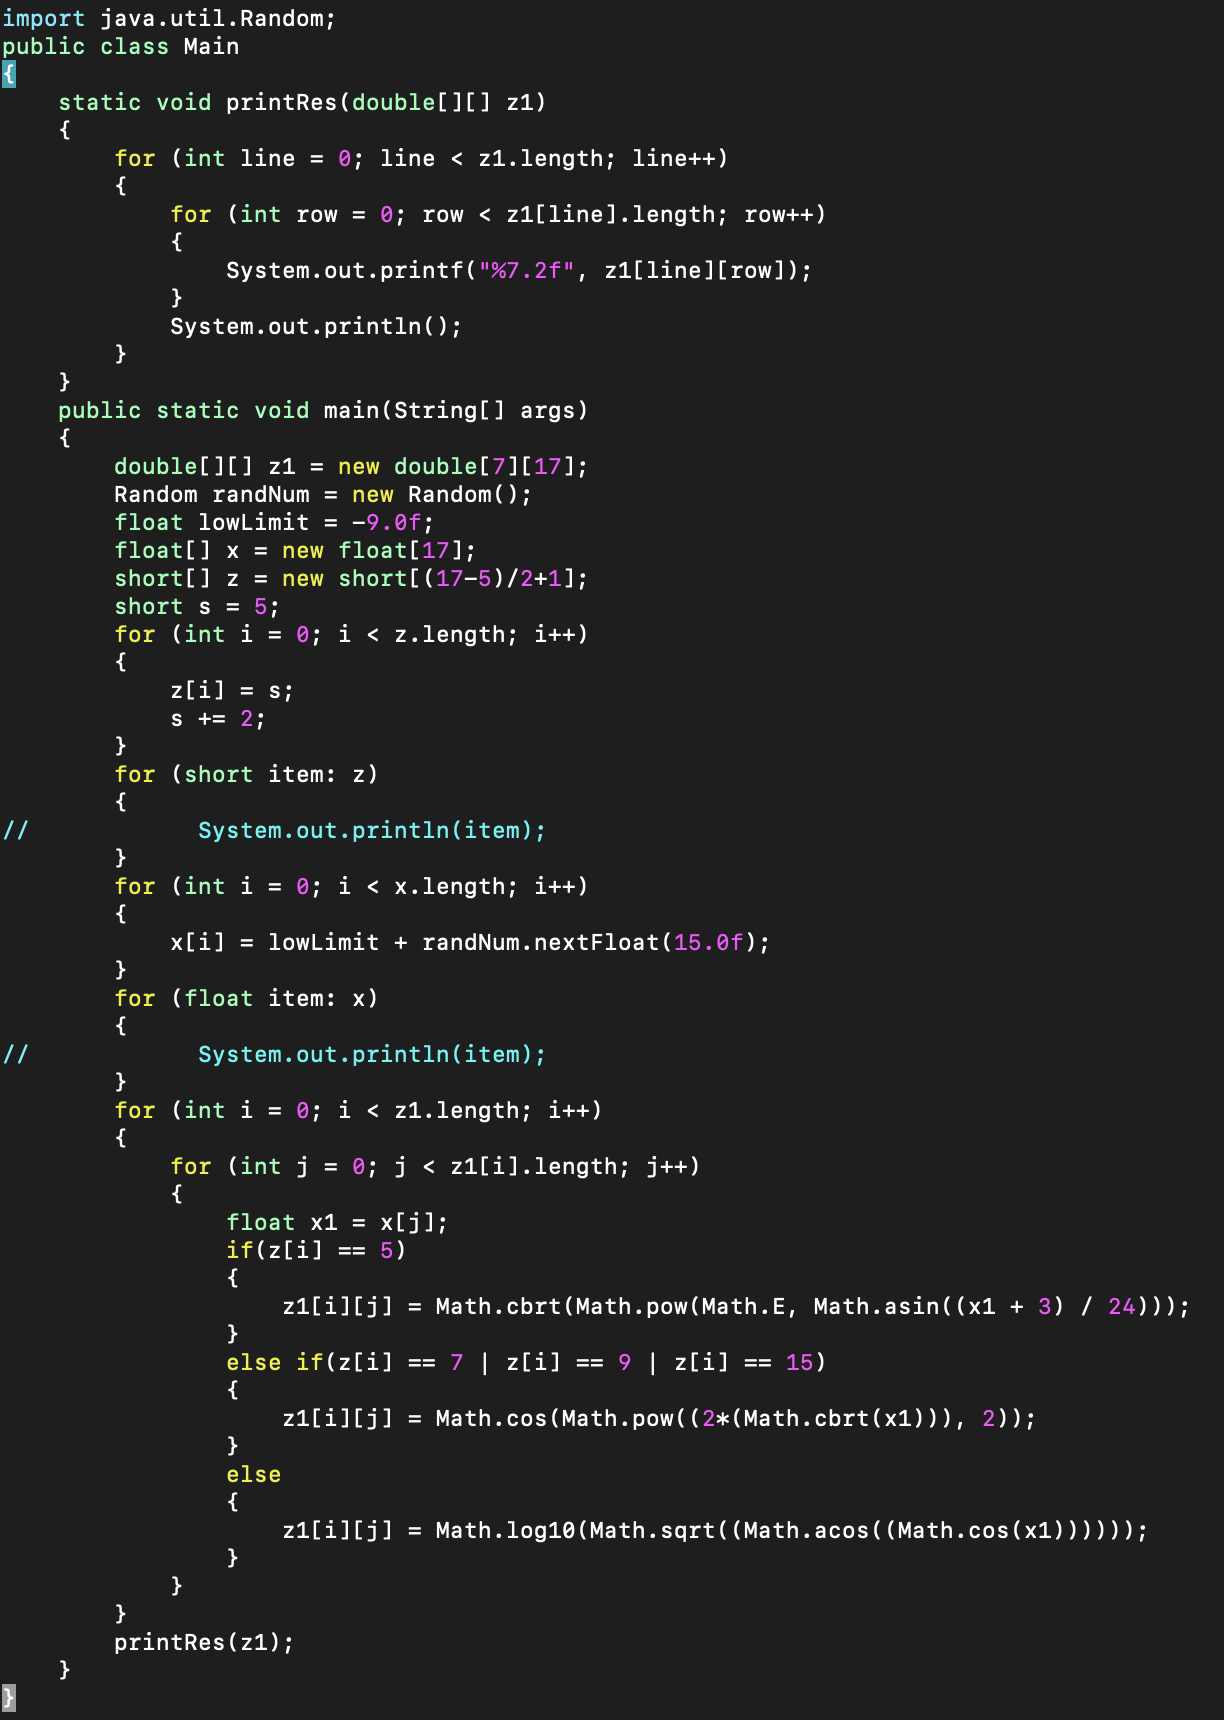 import java.util.Random;
public class Main
{
    static void printRes(double[][] z1)
    {
        for (int line = 0; line < z1.length; line++)
        {
            for (int row = 0; row < z1[line].length; row++)
            {
                System.out.printf("%7.2f", z1[line][row]);
            }
            System.out.println();
        }
    }
    public static void main(String[] args)
    {
        double[][] z1 = new double[7][17];
        Random randNum = new Random();
        float lowLimit = -9.0f;
        float[] x = new float[17];
        short[] z = new short[(17-5)/2+1];
        short s = 5;
        for (int i = 0; i < z.length; i++)
        {
            z[i] = s;
            s += 2;
        }
        for (short item: z)
        {
//            System.out.println(item);
        }
        for (int i = 0; i < x.length; i++)
        {
            x[i] = lowLimit + randNum.nextFloat(15.0f);
        }
        for (float item: x)
        {
//            System.out.println(item);
        }
        for (int i = 0; i < z1.length; i++)
        {
            for (int j = 0; j < z1[i].length; j++)
            {
                float x1 = x[j];
                if(z[i] == 5)
                {
                    z1[i][j] = Math.cbrt(Math.pow(Math.E, Math.asin((x1 + 3) / 24)));
                }
                else if(z[i] == 7 | z[i] == 9 | z[i] == 15)
                {
                    z1[i][j] = Math.cos(Math.pow((2*(Math.cbrt(x1))), 2));
                }
                else
                {
                    z1[i][j] = Math.log10(Math.sqrt((Math.acos((Math.cos(x1))))));
                }
            }
        }
        printRes(z1);
    }
}